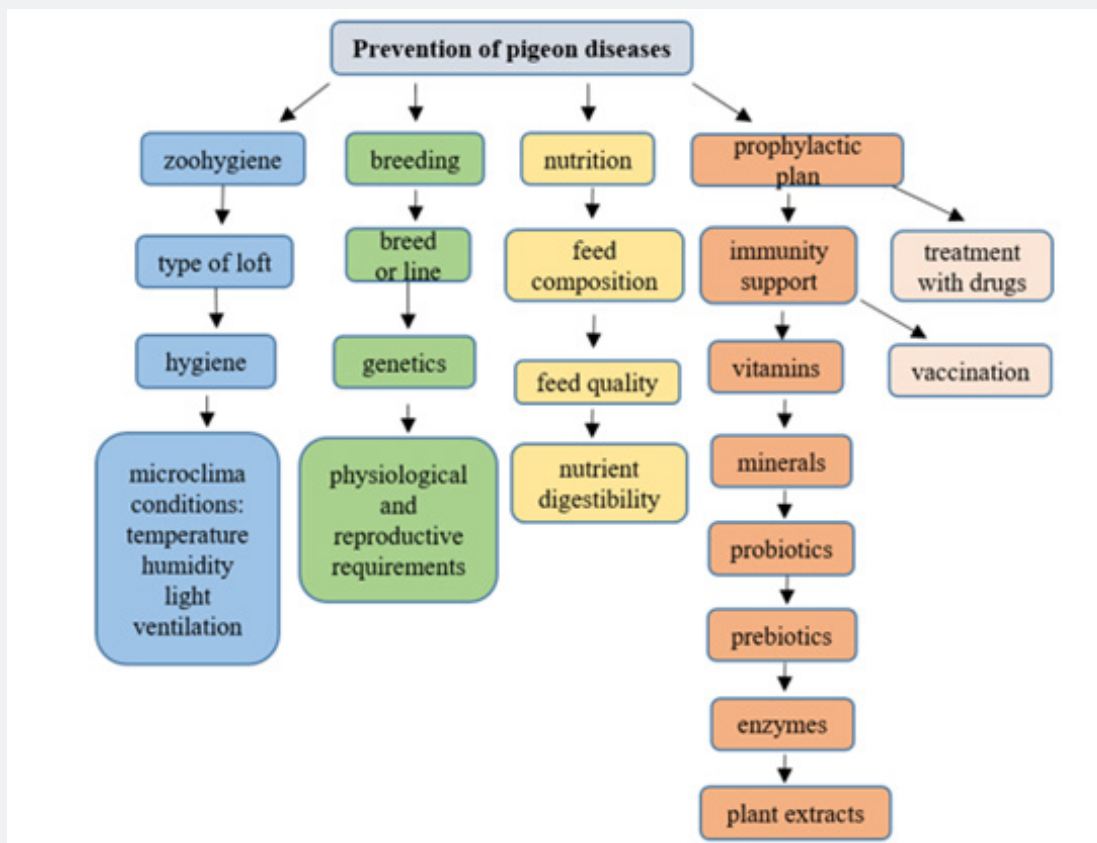 Prevention of pigeon diseases
zoohygiene
type of loft
hygiene
microclima
conditions:
temperature
humidity
light
ventilation
breeding
breed
or line
genetics
physiological
and
reproductive
requirements
nutrition
feed
composition
feed quality
nutrient
digestibility
prophylactic
plan
immunity
support
vitamins
minerals
probiotics
prebiotics
enzymes
plant extracts
treatment
with drugs
vaccination